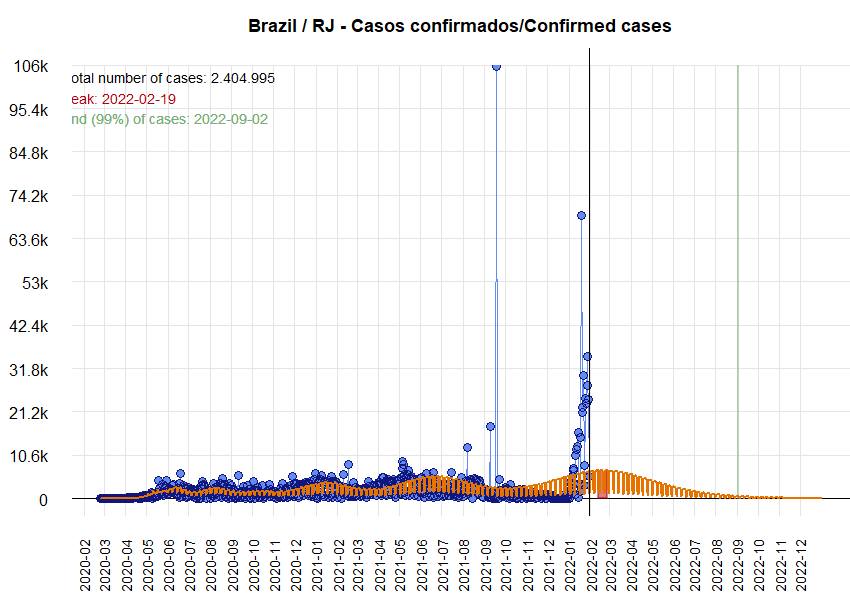 Brazil / RJ - Casos confirmados/Confirmed cases
106k
95.4k
84.8k
74.2k
63.6k
53k
42.4k
31.8k
21.2k
10.6k
0
otal number of cases: 2.404.995
eak: 2022-02-19
nd (99%) of cases: 2022-09-02
2020-02
2020-03
2020-04
2020-05
2020-06
2020-07
2020-08
2020-09
2020-10
2020-11
2020-12
2021-01
2021-02
2021-03
2021-04
2021-05
2021-06
2021-07
2021-08
2021-09
2021-10
2021-11
2021-12
2022-01
2022-02
2022-03
2022-04
2022-05
2022-06
2022-07
2022-08
2022-09
2022-10
2022-11
2022-12